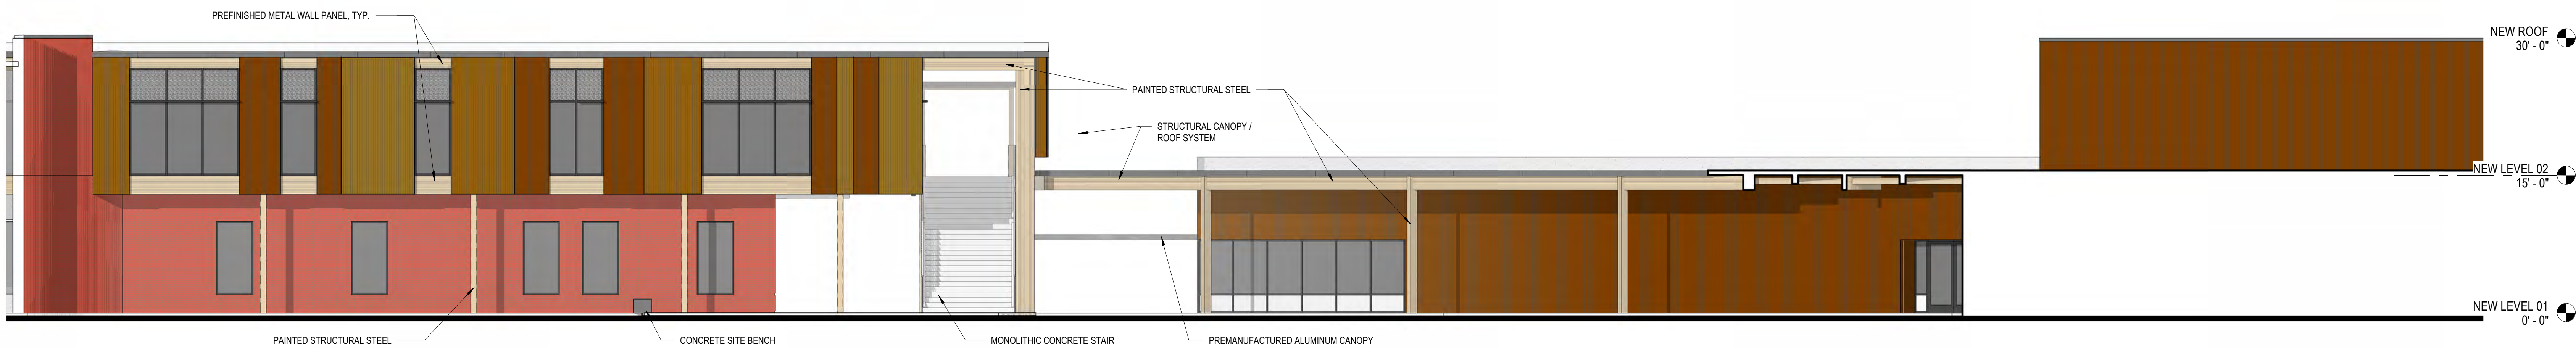 PREFINISHED METAL WALL PANEL, TYP.
NEW ROOF
30' - 0"
PAINTED STRUCTURAL STEEL
STRUCTURAL CANOPY /
ROOF SYSTEM
NEW LEVEL 02
15' - 0"
NEW LEVEL 01
0' - 0"
PAINTED STRUCTURAL STEEL
CONCRETE SITE BENCH
MONOLITHIC CONCRETE STAIR
PREMANUFACTURED ALUMINUM CANOPY